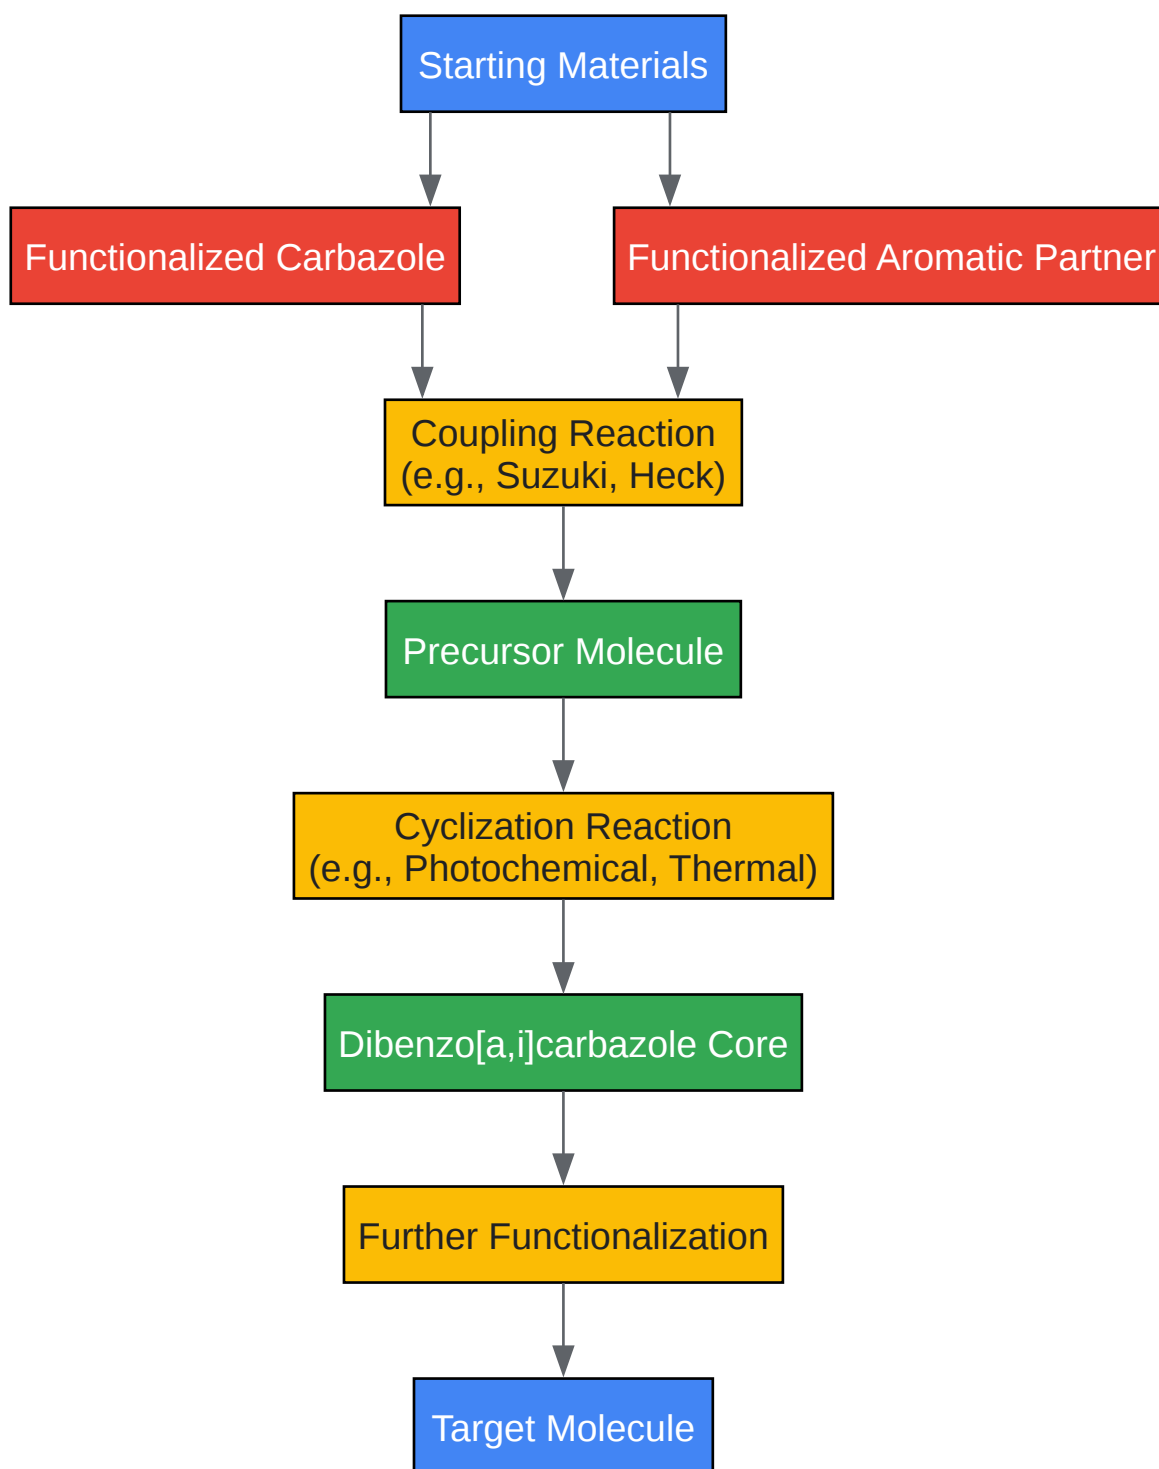 Starting Materials
Functionalized Carbazole
Functionalized Aromatic Partner
Coupling Reaction
(e.g., Suzuki, Heck)
Precursor Molecule
Cyclization Reaction
(e.g., Photochemical, Thermal)
Dibenzo[a,i]carbazole Core
Further Functionalization
Target Molecule